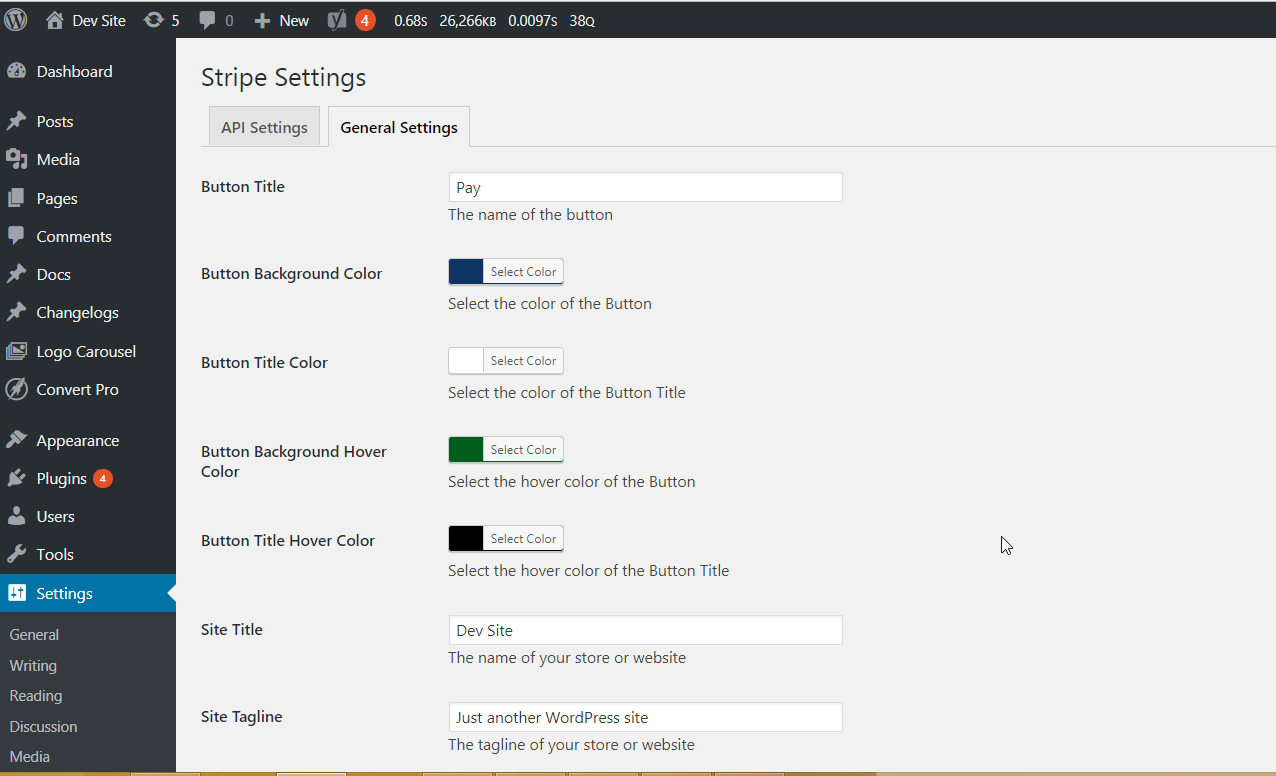 Dev Site 5 0 New 4 0.68S 26,266KB 0.0097S 38Q
Dashboard
Posts
Media
Pages
Comments
Docs
Changelogs
Logo Carousel
Convert Pro
Appearance
Plugins 4
Users
Tools
Settings
General
Writing
Reading
Discussion
Media
Stripe Settings
API Settings General Settings
Button Title Pay
The name of the button
Button Background Color Select Color
Select the color of the Button
Button Title Color Select Color
Select the color of the Button Title
Button Background Hover
Color
Select Color
Select the hover color of the Button
Button Title Hover Color Select Color
Select the hover color of the Button Title
Site Title Dev Site
The name of your store or website
Site Tagline Just another WordPress site
The tagline of your store or website